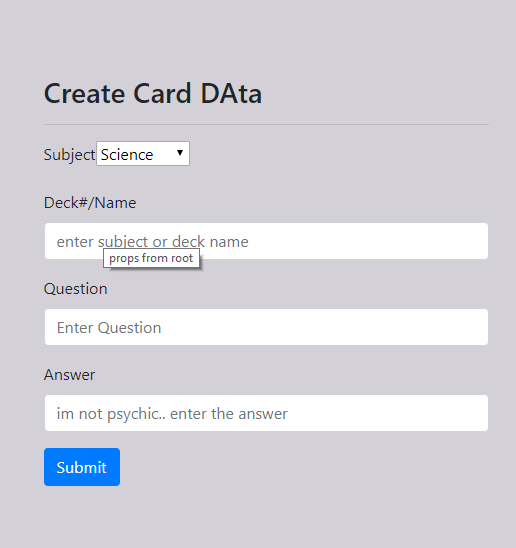 Create Card DAta
Subject Science
Deck#/Name
enter subject or deck name
props from root
Question
Enter Question
Answer
im not psychic.. enter the answer
Submit